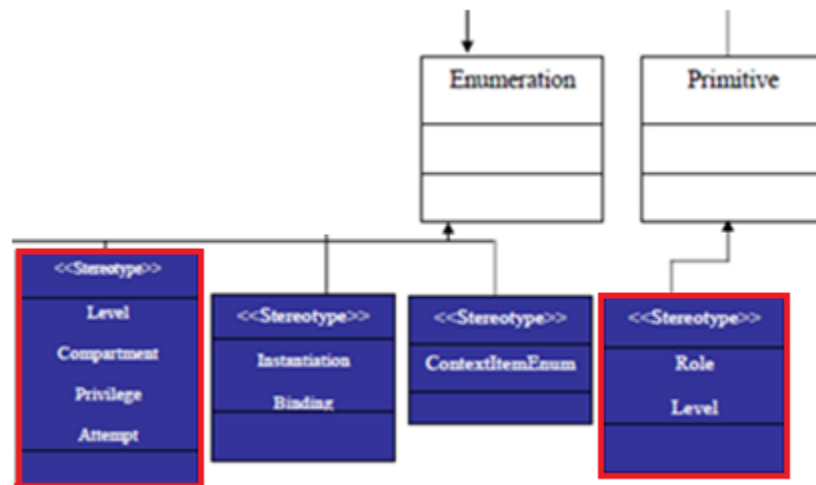 Enumeration
Primitive
<<Stereotype>>
Level
Compartment
Privilege
Attempt
<<Stereotype>>
Instantiation
Binding
<<Stereotype>>
ContextItemEnum
<<Stereotype>>
Role
Level